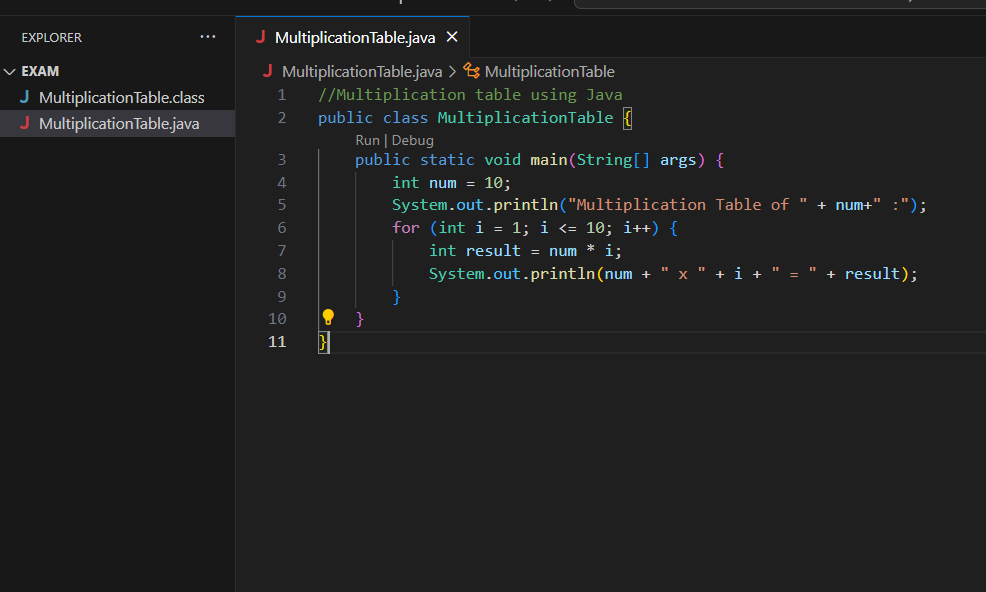 EXPLORER ...
EXAM
J MultiplicationTable.class
J MultiplicationTable.java
J MultiplicationTable.java ×
J MultiplicationTable.java > MultiplicationTable
1 //Multiplication table using Java
2 public class MultiplicationTable {
Run | Debug
3 public static void main(String[] args) {
4 int num = 10;
5 System.out.println("Multiplication Table of " + num+" :");
6 for (int i = 1; i <= 10; i++) {
7 int result = num * i;
8 System.out.println(num + " x " + i + " = " + result);
9 }
10 }
11 }